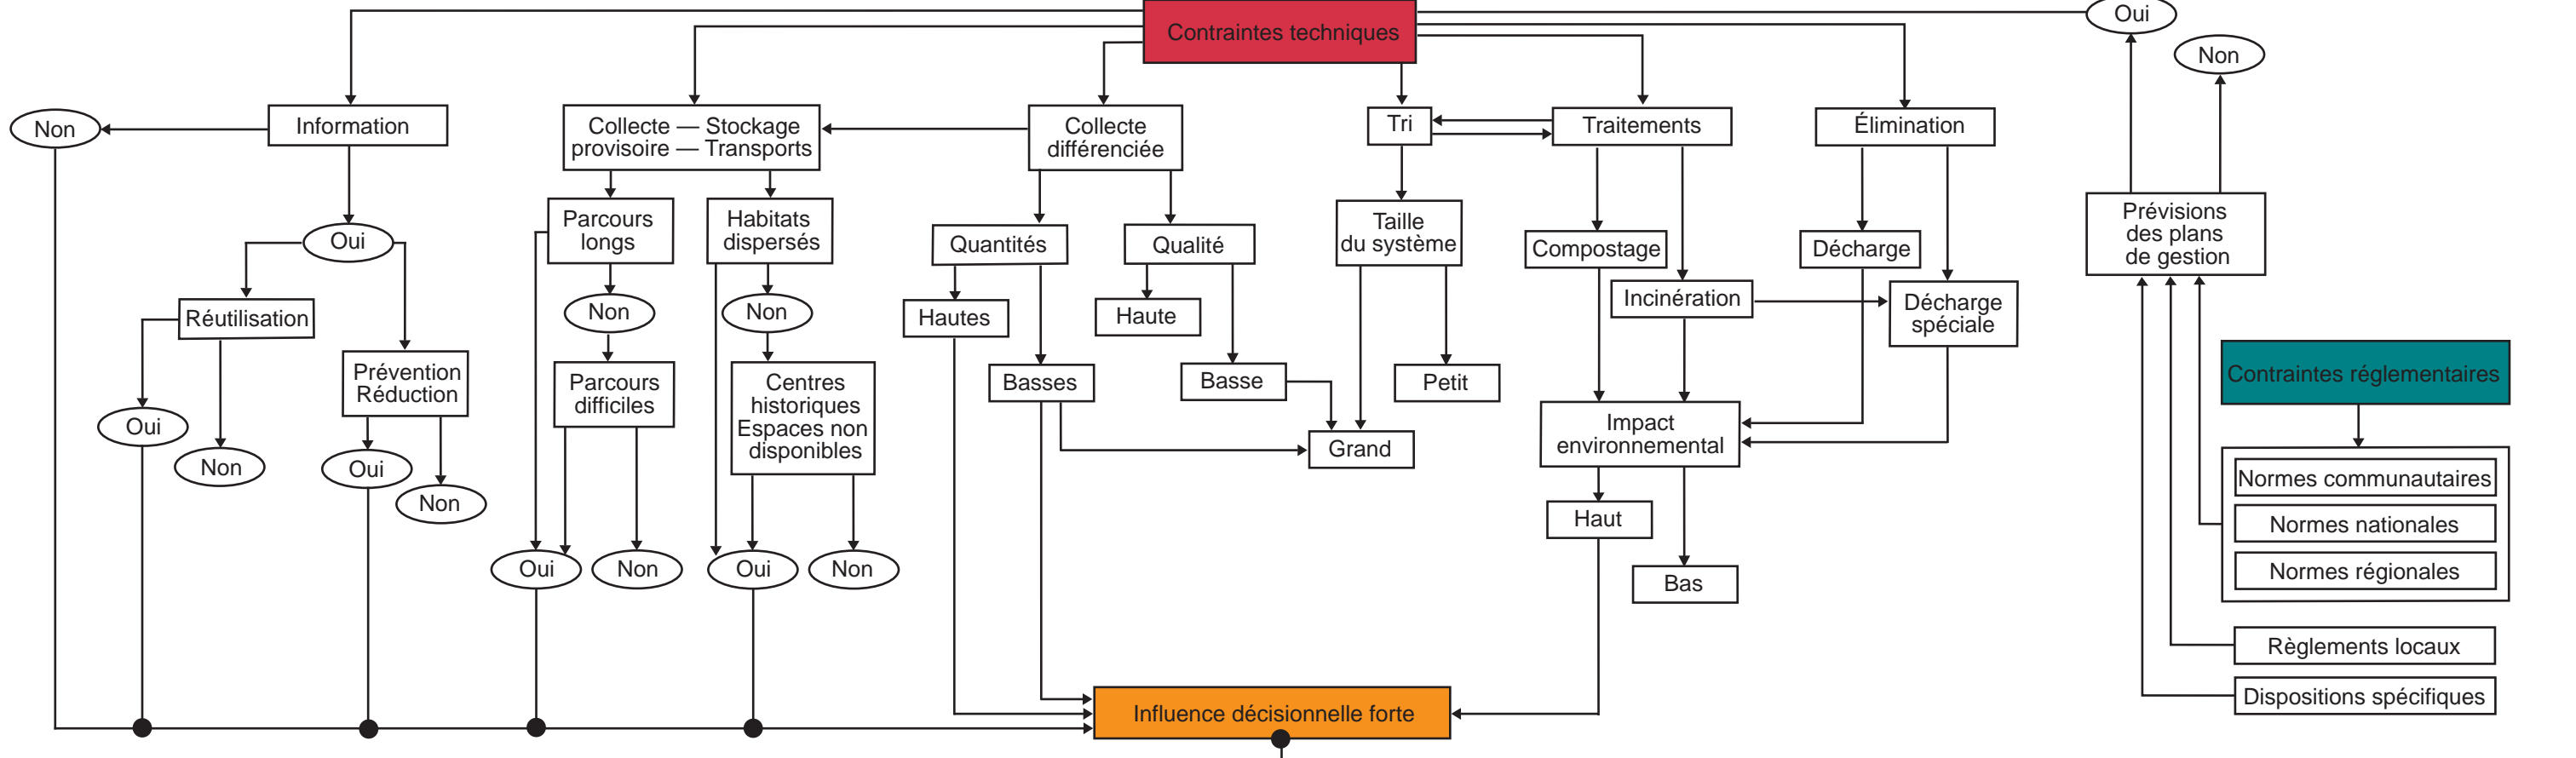 Contraintes techniques
Oui
Non
Non
Information
Collecte — Stockage
provisoire — Transports
Collecte
différenciée
Tri
Traitements
Élimination
Oui
Parcours
longs
Habitats
dispersés
Quantités
Qualité
Taille
du système
Compostage
Décharge
Prévisions
des plans
de gestion
Réutilisation
Non
Non
Hautes
Haute
Incinération
Décharge
spéciale
Prévention
Réduction
Parcours
difficiles
Centres
historiques
Espaces non
disponibles
Basses
Basse
Petit
Contraintes réglementaires
Oui
Non
Oui
Non
Grand
Impact
environnemental
Normes communautaires
Normes nationales
Normes régionales
Haut
Bas
Oui
Non
Oui
Non
Règlements locaux
Dispositions spécifiques
Influence décisionnelle forte